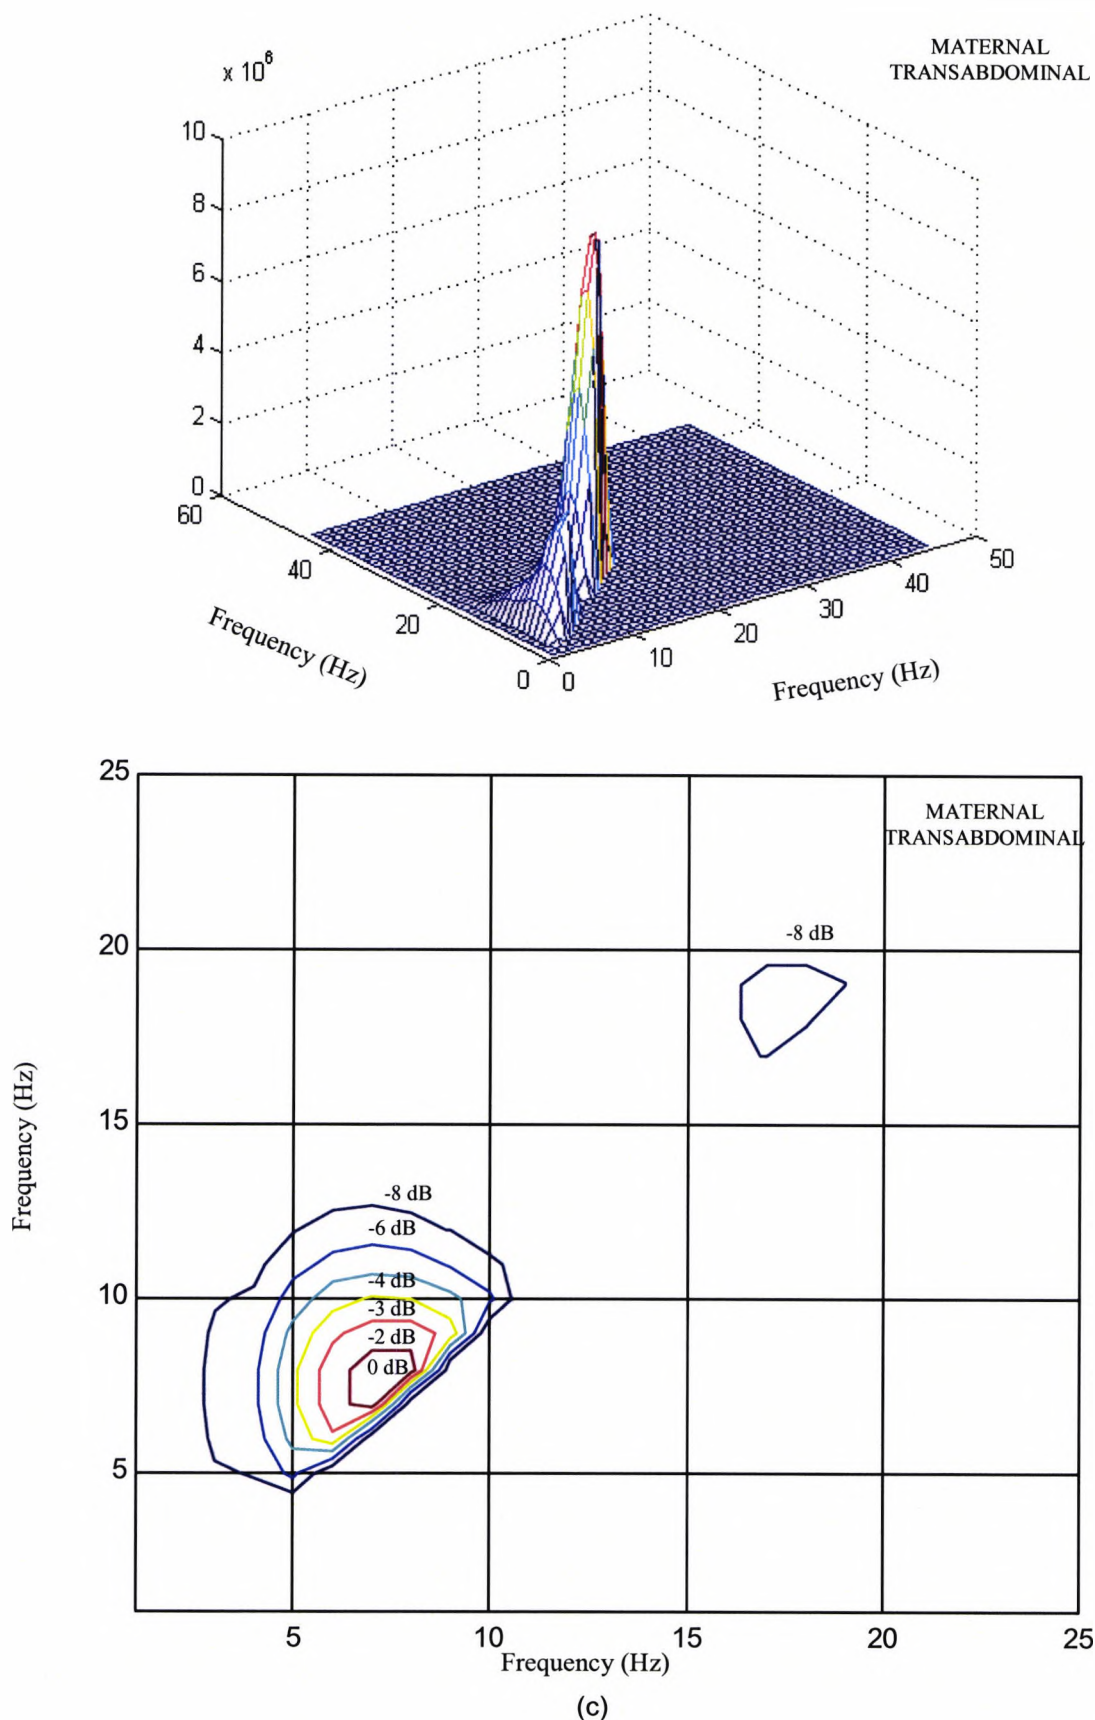 MATERNAL
TRANSABDOMINAL
x 10^6
10
8
6
4
2
0
60
40
20
0
0
10
20
30
40
50
Frequency (Hz)
Frequency (Hz)
25
MATERNAL
TRANSABDOMINAL
20
-8 dB
15
-8 dB
-6 dB
-4 dB
10
-3 dB
-2 dB
0 dB
5
Frequency (Hz)
5
10
15
20
25
Frequency (Hz)
(c)